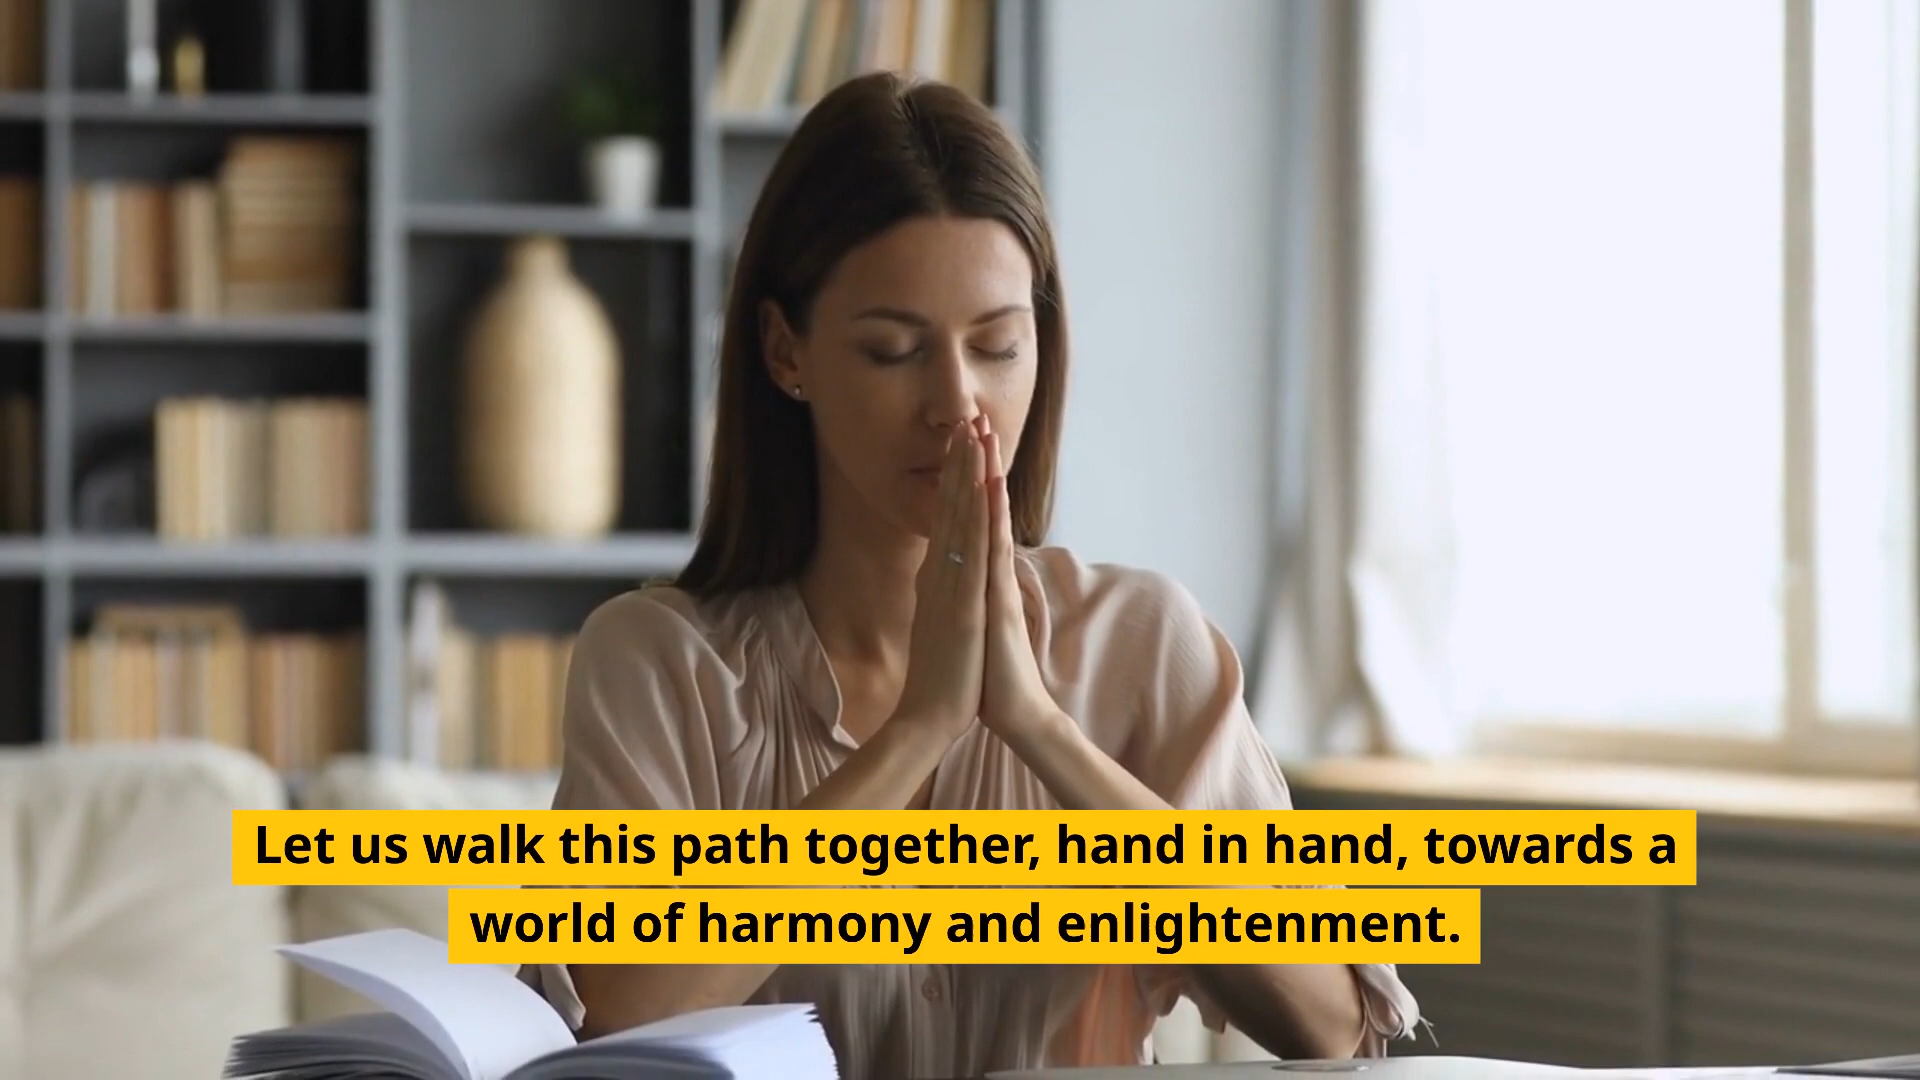 Let us walk this path together, hand in hand, towards a
world of harmony and enlightenment.